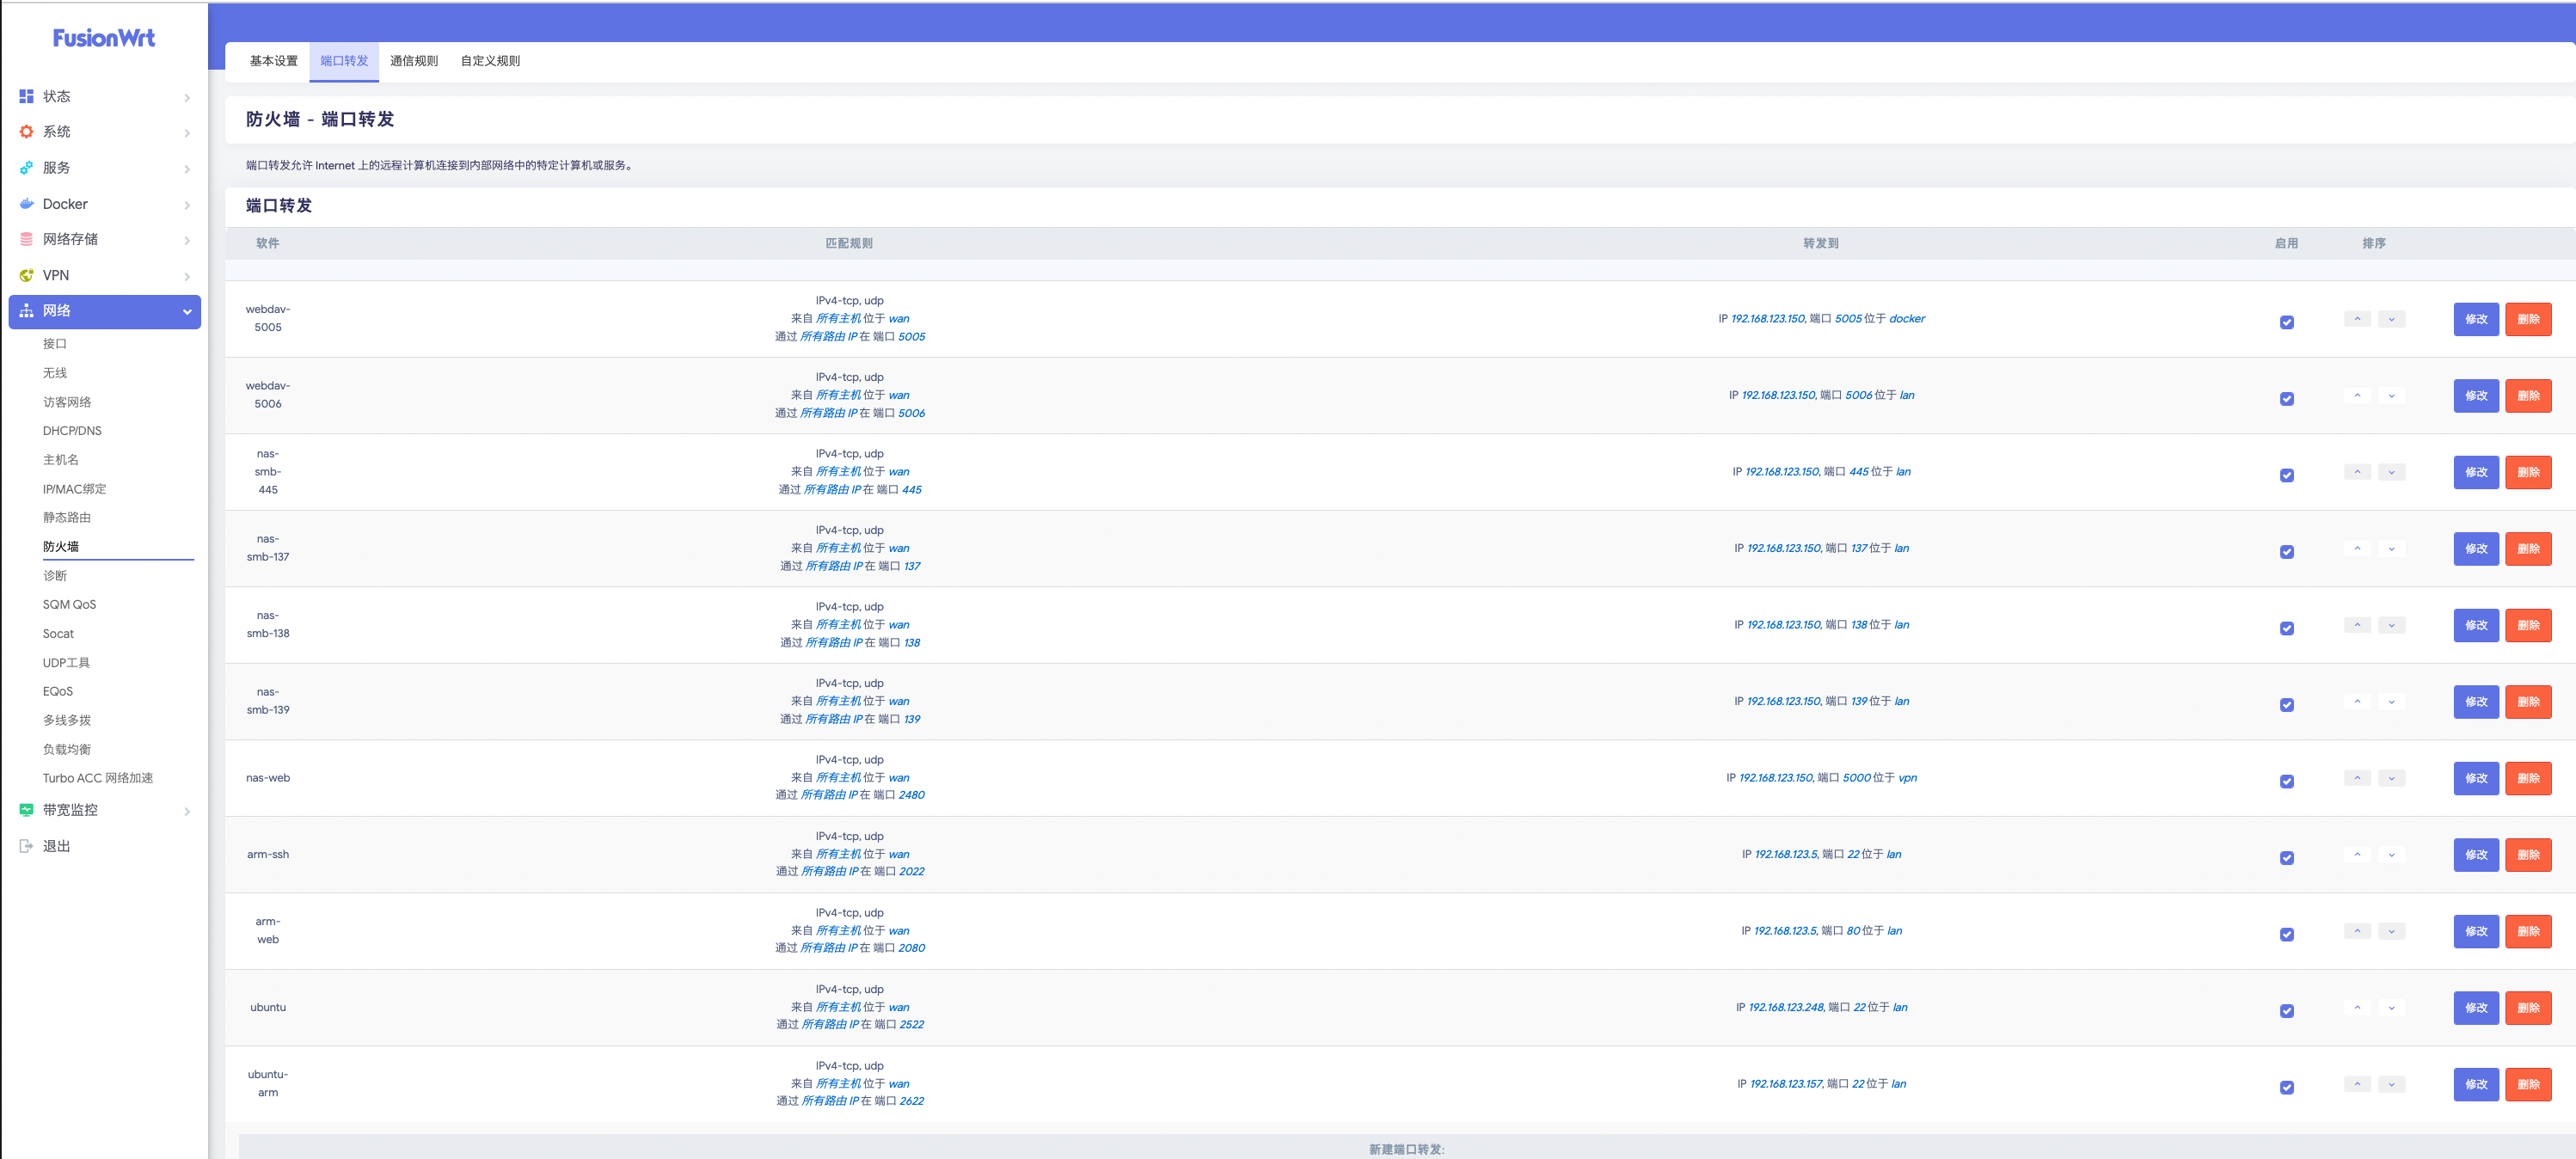 FusionWrt
状态
系统
服务
Docker
网络存储
VPN
网络
接口
无线
访客网络
DHCP/DNS
主机名
IP/MAC绑定
静态路由
防火墙
诊断
SQM QoS
Socat
UDP工具
EQoS
多线多拨
负载均衡
Turbo ACC 网络加速
带宽监控
退出
基本设置 端口转发 通信规则 自定义规则
防火墙 - 端口转发
端口转发允许 Internet 上的远程计算机连接到内部网络中的特定计算机或服务。
端口转发
软件 匹配规则 转发到 启用 排序
webdav-
5005
IPv4-tcp, udp
来自 所有主机 位于 wan
通过 所有路由 IP 在 端口 5005
IP 192.168.123.150, 端口 5005 位于 docker
修改 删除
webdav-
5006
IPv4-tcp, udp
来自 所有主机 位于 wan
通过 所有路由 IP 在 端口 5006
IP 192.168.123.150, 端口 5006 位于 lan
修改 删除
nas-
smb-
445
IPv4-tcp, udp
来自 所有主机 位于 wan
通过 所有路由 IP 在 端口 445
IP 192.168.123.150, 端口 445 位于 lan
修改 删除
nas-
smb-137
IPv4-tcp, udp
来自 所有主机 位于 wan
通过 所有路由 IP 在 端口 137
IP 192.168.123.150, 端口 137 位于 lan
修改 删除
nas-
smb-138
IPv4-tcp, udp
来自 所有主机 位于 wan
通过 所有路由 IP 在 端口 138
IP 192.168.123.150, 端口 138 位于 lan
修改 删除
nas-
smb-139
IPv4-tcp, udp
来自 所有主机 位于 wan
通过 所有路由 IP 在 端口 139
IP 192.168.123.150, 端口 139 位于 lan
修改 删除
nas-web
IPv4-tcp, udp
来自 所有主机 位于 wan
通过 所有路由 IP 在 端口 2480
IP 192.168.123.150, 端口 5000 位于 vpn
修改 删除
arm-ssh
IPv4-tcp, udp
来自 所有主机 位于 wan
通过 所有路由 IP 在 端口 2022
IP 192.168.123.5, 端口 22 位于 lan
修改 删除
arm-
web
IPv4-tcp, udp
来自 所有主机 位于 wan
通过 所有路由 IP 在 端口 2080
IP 192.168.123.5, 端口 80 位于 lan
修改 删除
ubuntu
IPv4-tcp, udp
来自 所有主机 位于 wan
通过 所有路由 IP 在 端口 2522
IP 192.168.123.248, 端口 22 位于 lan
修改 删除
ubuntu-
arm
IPv4-tcp, udp
来自 所有主机 位于 wan
通过 所有路由 IP 在 端口 2622
IP 192.168.123.157, 端口 22 位于 lan
修改 删除
新建端口转发: